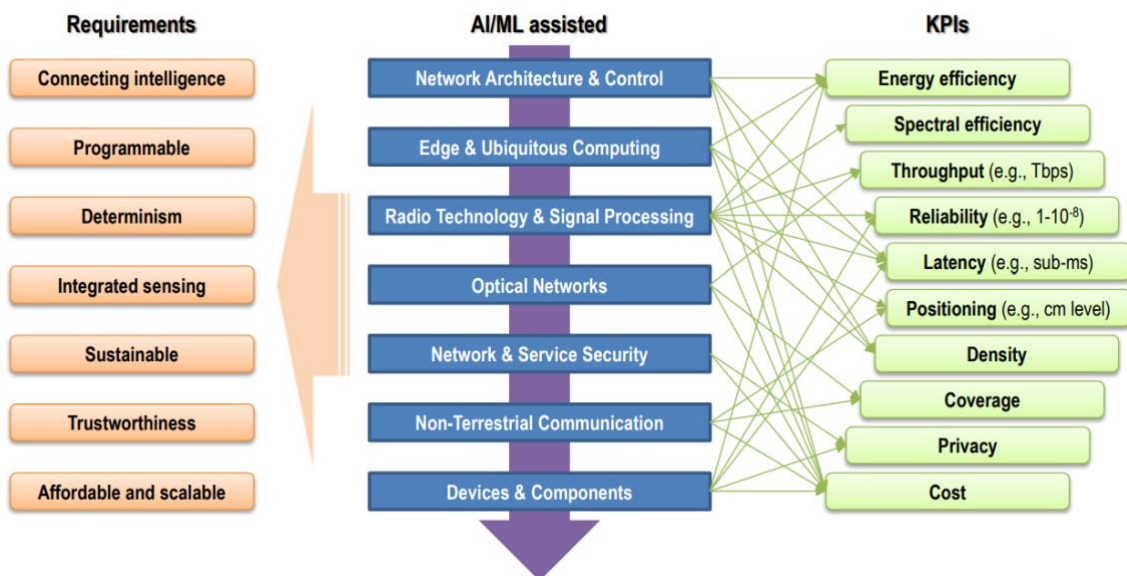 Requirements
AI/ML assisted
KPIs
Connecting intelligence
Programmable
Determinism
Integrated sensing
Sustainable
Trustworthiness
Affordable and scalable
Network Architecture & Control
Edge & Ubiquitous Computing
Radio Technology & Signal Processing
Optical Networks
Network & Service Security
Non-Terrestrial Communication
Devices & Components
Energy efficiency
Spectral efficiency
Throughput (e.g., Tbps)
Reliability (e.g., 1-10⁻⁸)
Latency (e.g., sub-ms)
Positioning (e.g., cm level)
Density
Coverage
Privacy
Cost